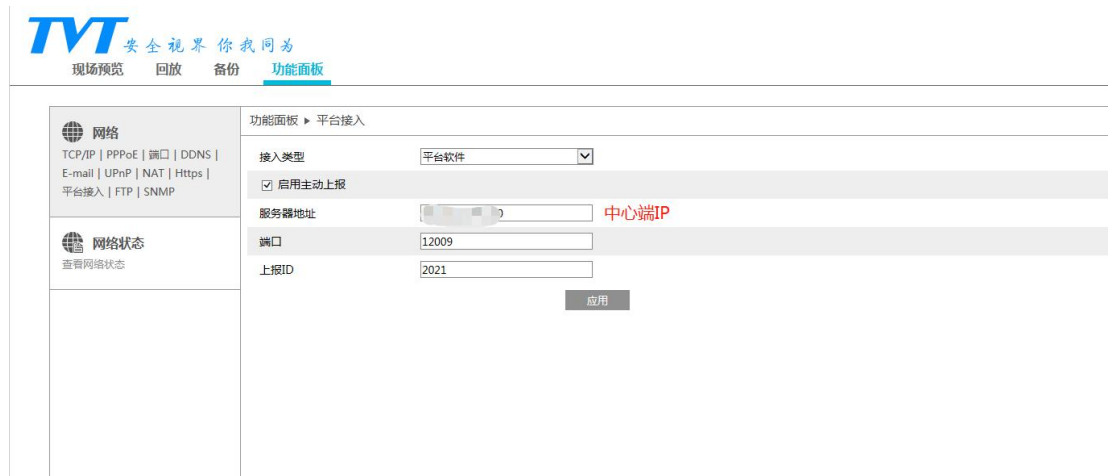 TVT 安全视界 你我同为
现场预览 回放 备份 功能面板
网络
TCP/IP | PPPoE | 端口 | DDNS |
E-mail | UPnP | NAT | Https |
平台接入 | FTP | SNMP
网络状态
查看网络状态
功能面板 ▶ 平台接入
接入类型 平台软件
启用主动上报
服务器地址 0 中心端IP
端口 12009
上报ID 2021
应用